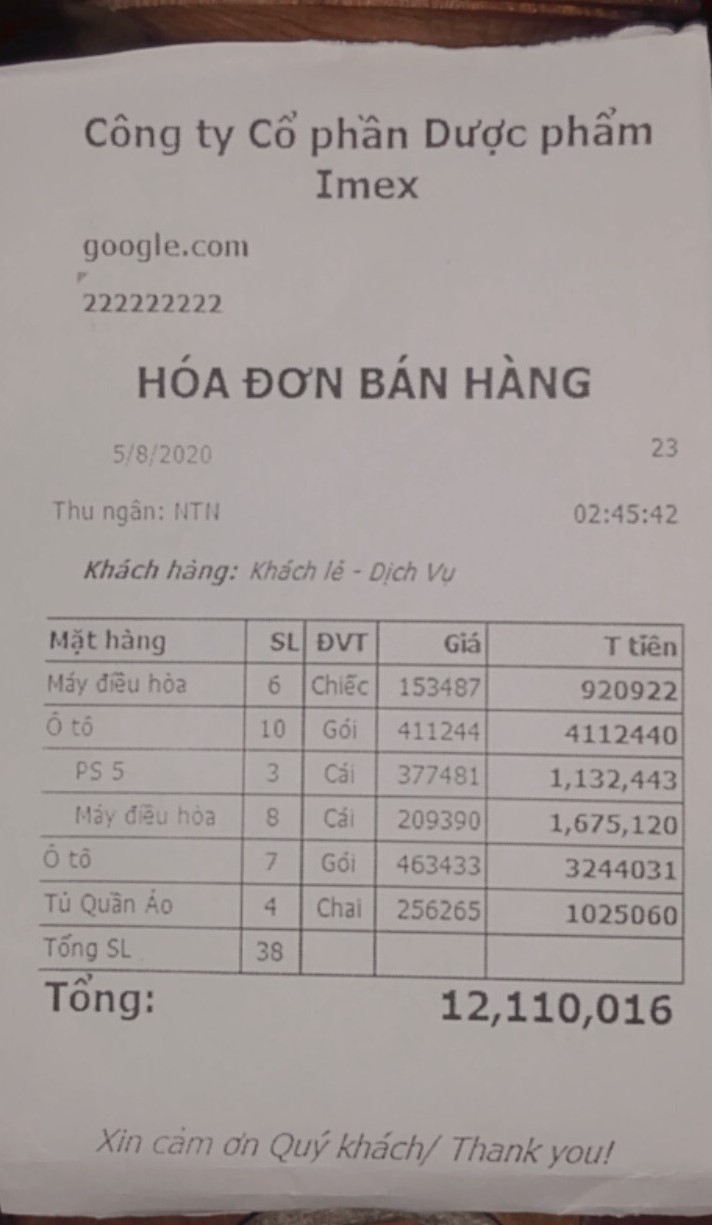 Công ty Cổ phần Dược phẩm
Imex
google.com
222222222
HÓA ĐƠN BÁN HÀNG
5/8/2020 23
Thu ngân: NTN 02:45:42
Khách hàng: Khách lẻ - Dịch Vụ
Mặt hàng SL ĐVT Giá T tiền
Máy điều hòa 6 Chiếc 153487 920922
Ô tô 10 Gói 411244 4112440
PS 5 3 Cái 377481 1,132,443
Máy điều hòa 8 Cái 209390 1,675,120
Ô tô 7 Gói 463433 3244031
Tủ Quần Áo 4 Chai 256265 1025060
Tổng SL 38
Tổng: 12,110,016
Xin cảm ơn Quý khách/ Thank you!